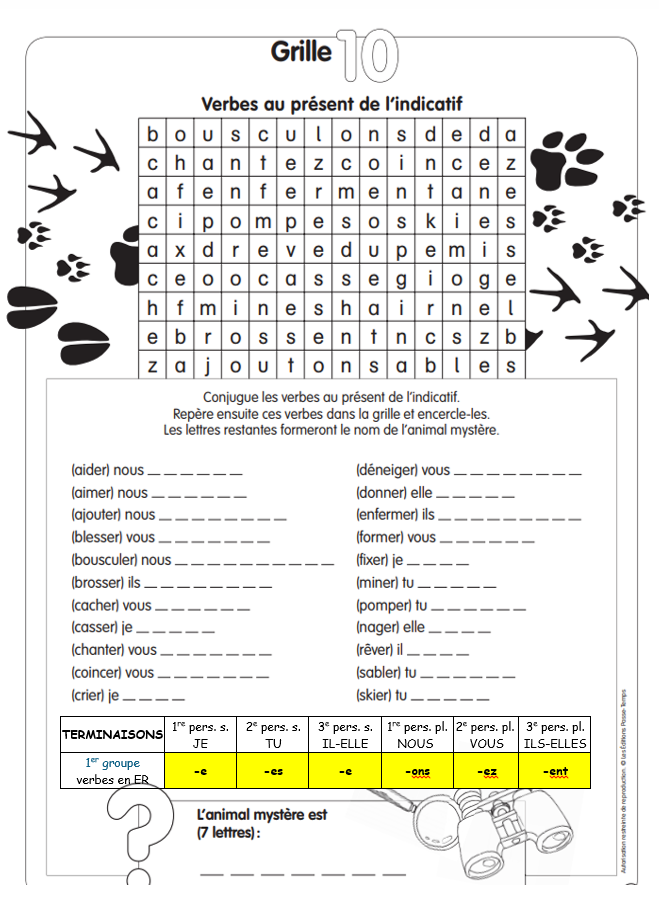 Grille 10
Verbes au présent de l'indicatif
b o u s c u l o n s d e d a
c h a n t e z c o i n c e z
a f e n f e r m e n t a n e
c i p o m p e s o s k i e s
a x d r e v e d u p e m i s
c e o o c a s s e g i o g e
h f m i n e s h a i r n e l
e b r o s s e n t n c s z b
z a j o u t o n s a b l e s
Conjugue les verbes au présent de l'indicatif.
Repère ensuite ces verbes dans la grille et encercle-les.
Les lettres restantes formeront le nom de l'animal mystère.
(aider) nous _ _ _ _ _ _
(aimer) nous _ _ _ _ _ _
(ajouter) nous _ _ _ _ _ _ _ _
(blesser) vous _ _ _ _ _ _ _
(bousculer) nous _ _ _ _ _ _ _ _ _ _
(brosser) ils _ _ _ _ _ _ _ _
(cacher) vous _ _ _ _ _ _
(casser) je _ _ _ _ _
(chanter) vous _ _ _ _ _ _ _
(coincer) vous _ _ _ _ _ _ _
(crier) je _ _ _ _
(déneiger) vous _ _ _ _ _ _ _ _
(donner) elle _ _ _ _ _
(enfermer) ils _ _ _ _ _ _ _ _ _
(former) vous _ _ _ _ _ _
(fixer) je _ _ _ _
(miner) tu _ _ _ _ _
(pomper) tu _ _ _ _ _ _
(nager) elle _ _ _ _
(rêver) il _ _ _ _
(sabler) tu _ _ _ _ _ _
(skier) tu _ _ _ _ _
TERMINAISONS 1re pers. s. JE 2e pers. s. TU 3e pers. s. IL-ELLE 1re pers. pl. NOUS 2e pers. pl. VOUS 3e pers. pl. ILS-ELLES
1er groupe verbes en ER -e -es -e -ons -ez -ent
?
L'animal mystère est
(7 lettres) :
_ _ _ _ _ _ _
Autorisation restreinte de reproduction. © Les Éditions Passe-Temps